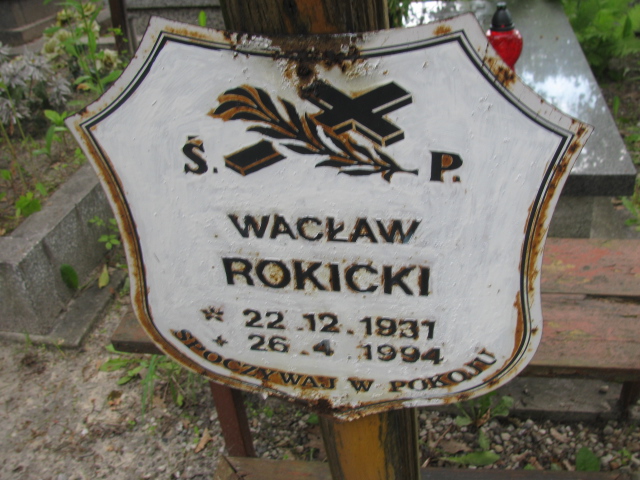 Ś. P.
WACŁAW
ROKICKI
* 22.12.1931
+ 26.4.1994
SPOCZYWAJ W POKOJU